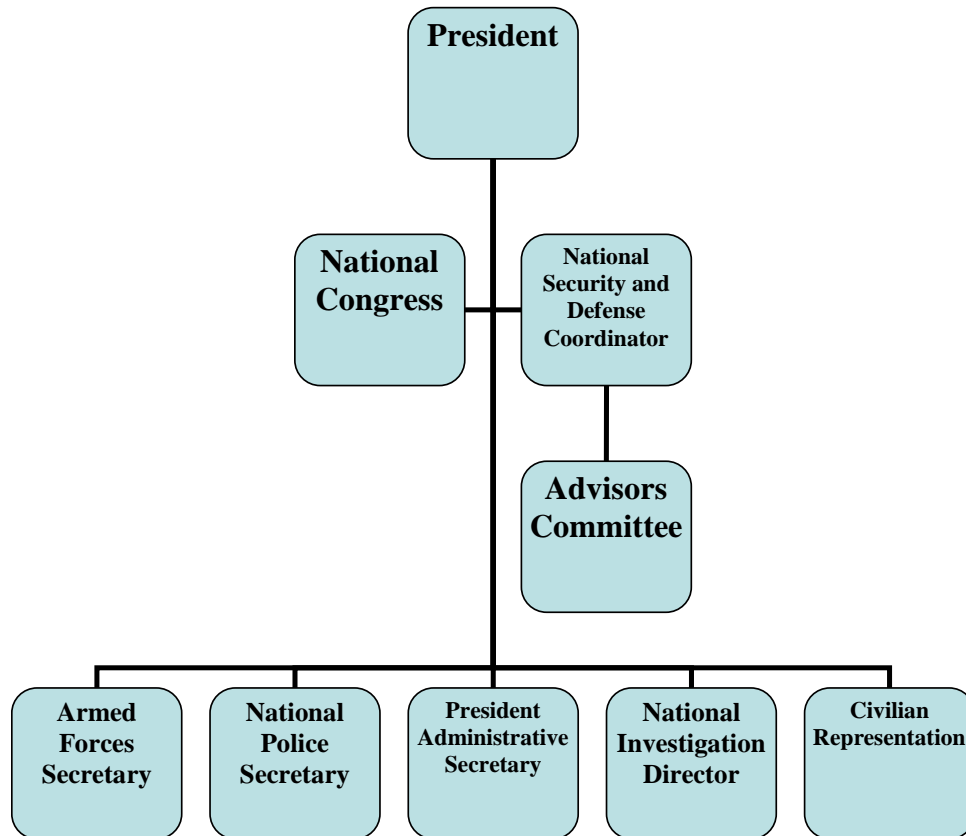 President
National
Congress
National
Security and
Defense
Coordinator
Advisors
Committee
Armed
Forces
Secretary
National
Police
Secretary
President
Administrative
Secretary
National
Investigation
Director
Civilian
Representation